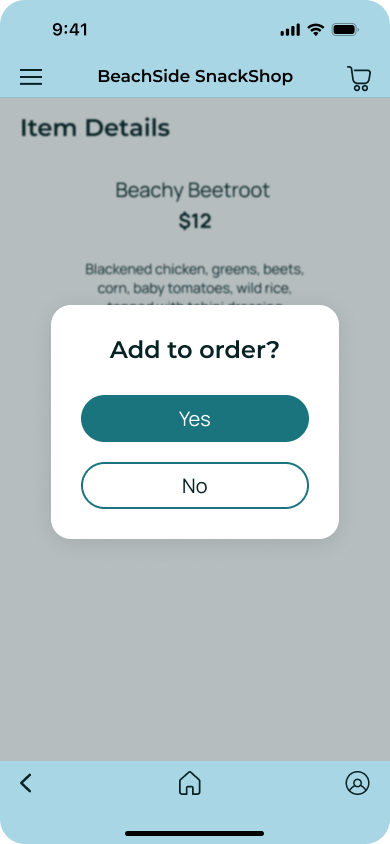 9:41
BeachSide SnackShop
Item Details
Beachy Beetroot
$12
Blackened chicken, greens, beets,
corn, baby tomatoes, wild rice,
Add to order?
Yes
No